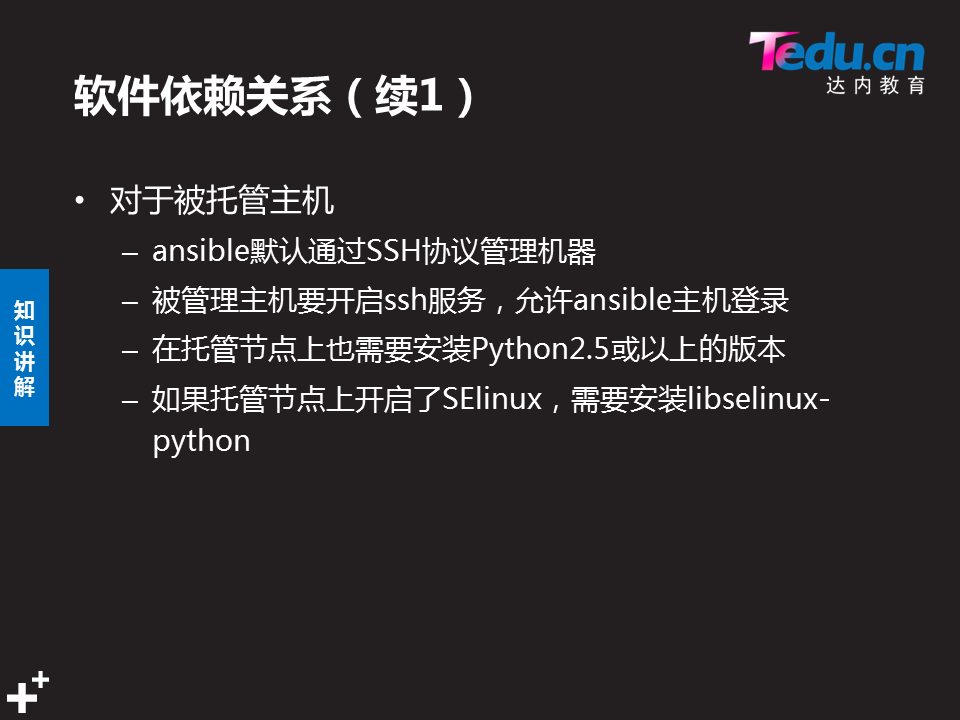 Tedu.cn
达内教育
软件依赖关系（续1）
• 对于被托管主机
– ansible默认通过SSH协议管理机器
– 被管理主机要开启ssh服务，允许ansible主机登录
– 在托管节点上也需要安装Python2.5或以上的版本
– 如果托管节点上开启了SElinux，需要安装libselinux-
python
知
识
讲
解